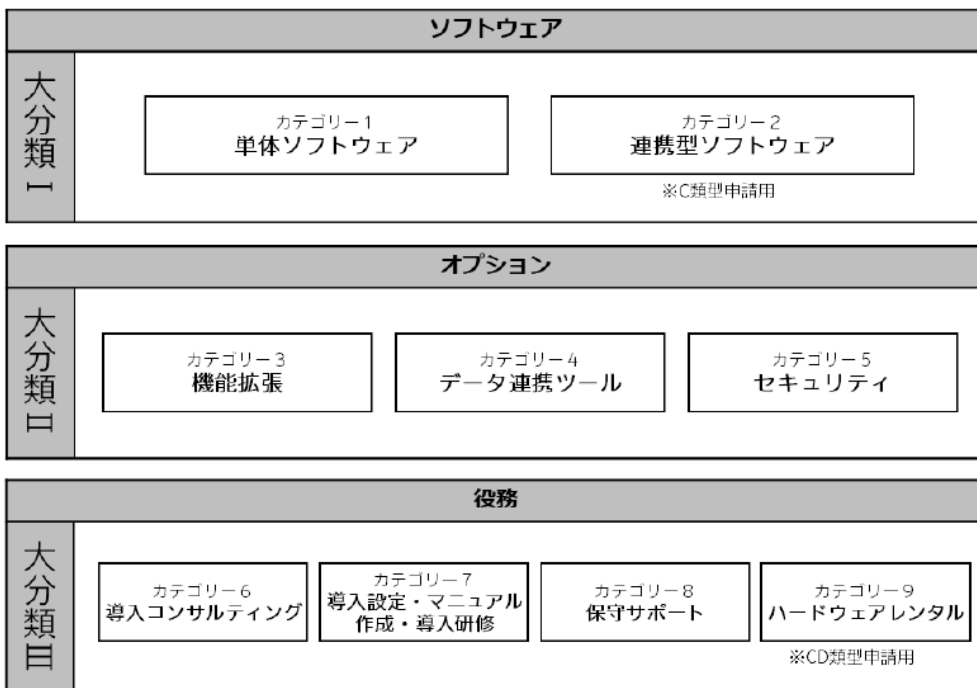 ソフトウェア
大分類Ⅰ
カテゴリー1
単体ソフトウェア
カテゴリー2
連携型ソフトウェア
※C類型申請用
オプション
大分類Ⅱ
カテゴリー3
機能拡張
カテゴリー4
データ連携ツール
カテゴリー5
セキュリティ
役務
大分類Ⅲ
カテゴリー6
導入コンサルティング
カテゴリー7
導入設定・マニュアル
作成・導入研修
カテゴリー8
保守サポート
カテゴリー9
ハードウェアレンタル
※CD類型申請用